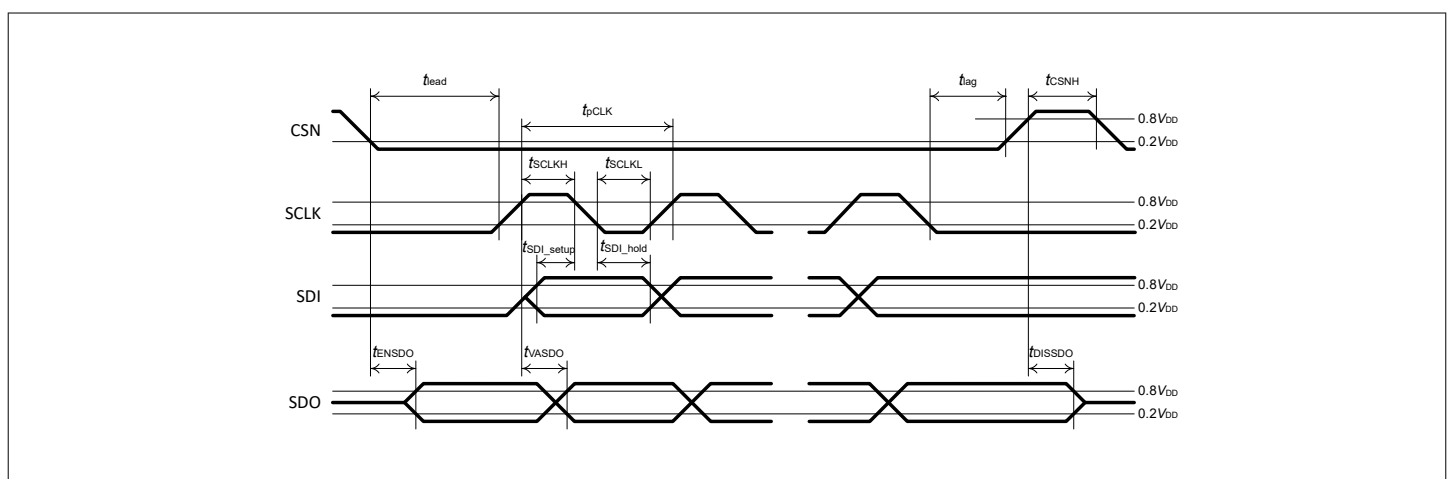 tlead
tlag
tCSNH
tpCLK
CSN
0.8VDD
0.2VDD
tSCLKH
tSCLKL
SCLK
0.8VDD
0.2VDD
tSDI_setup
tSDI_hold
SDI
0.8VDD
0.2VDD
tENSDO
tVASDO
tDISSDO
SDO
0.8VDD
0.2VDD